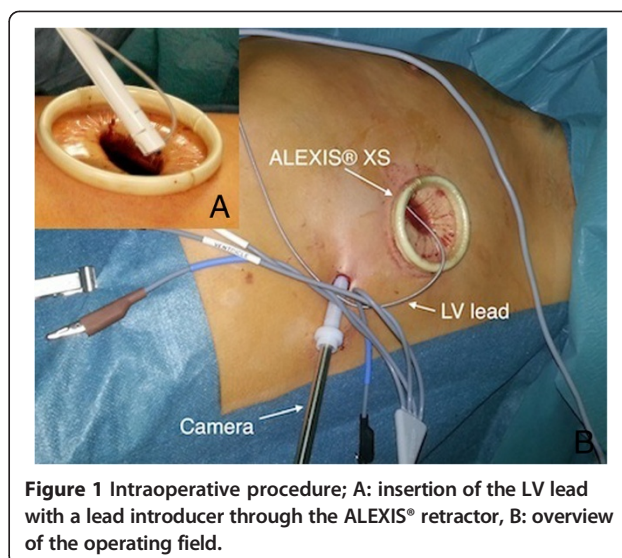 A
ALEXIS® XS
VENTRICLE
LV lead
Camera
B
Figure 1 Intraoperative procedure; A: insertion of the LV lead
with a lead introducer through the ALEXIS® retractor, B: overview
of the operating field.